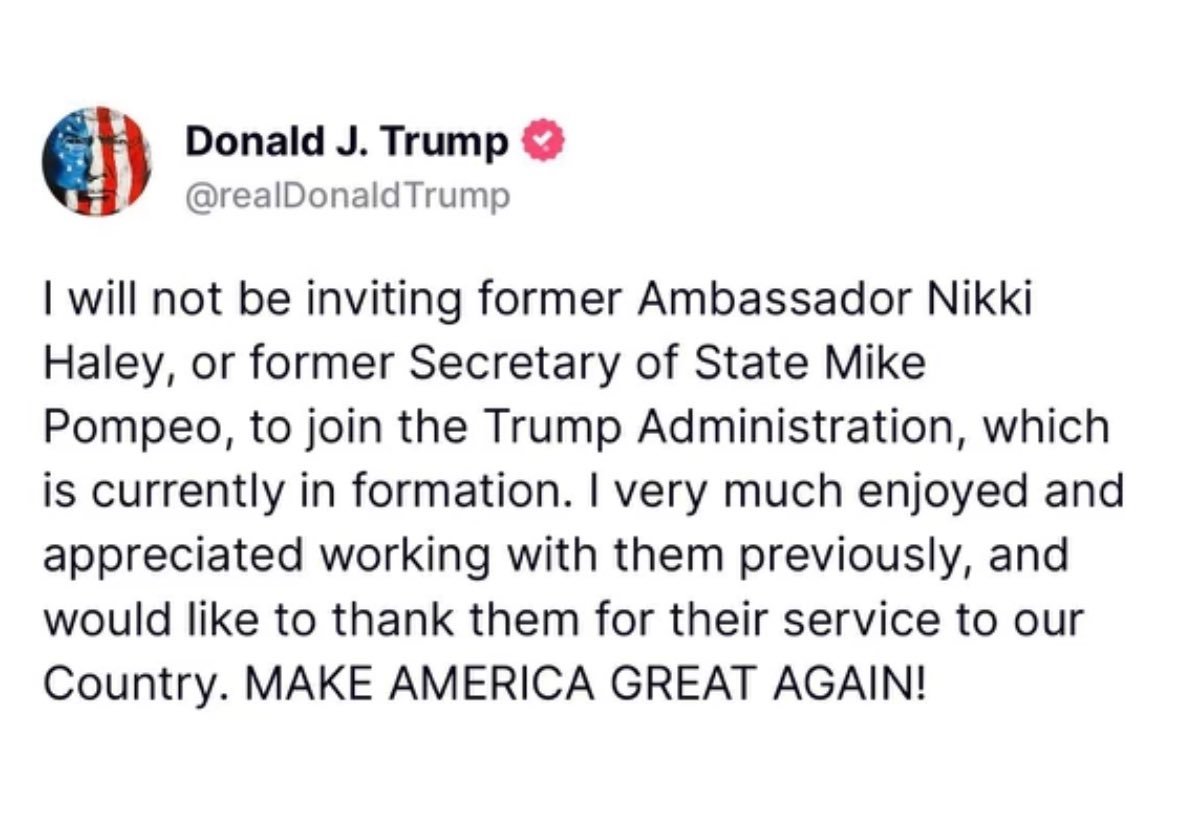 Donald J. Trump
@realDonaldTrump
I will not be inviting former Ambassador Nikki
Haley, or former Secretary of State Mike
Pompeo, to join the Trump Administration, which
is currently in formation. I very much enjoyed and
appreciated working with them previously, and
would like to thank them for their service to our
Country. MAKE AMERICA GREAT AGAIN!